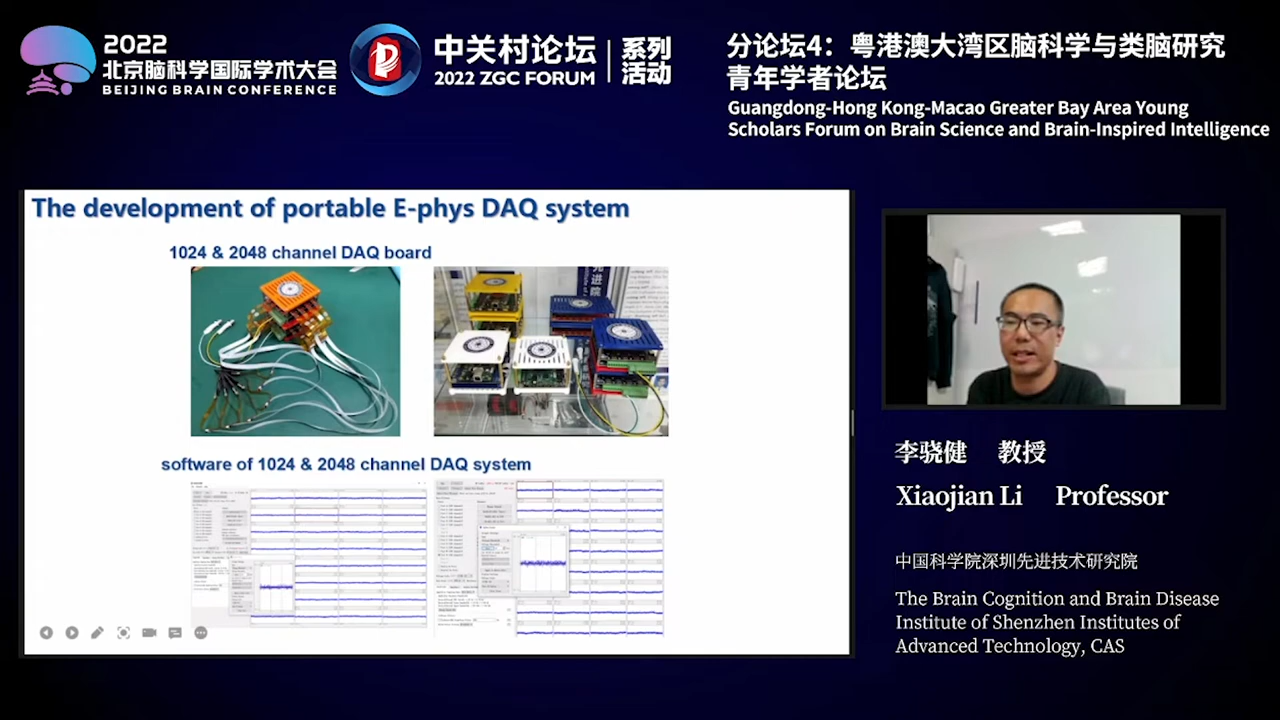 2022
北京脑科学国际学术大会
BEIJING BRAIN CONFERENCE
中关村论坛
2022 ZGC FORUM
系列
活动
分论坛4：粤港澳大湾区脑科学与类脑研究
青年学者论坛
Guangdong-Hong Kong-Macao Greater Bay Area Young
Scholars Forum on Brain Science and Brain-Inspired Intelligence
The development of portable E-phys DAQ system
1024 & 2048 channel DAQ board
software of 1024 & 2048 channel DAQ system
李骁健 教授
Xiaojian Li Professor
中国科学院深圳先进技术研究院
The Brain Cognition and Brain Disease
Institute of Shenzhen Institutes of
Advanced Technology, CAS